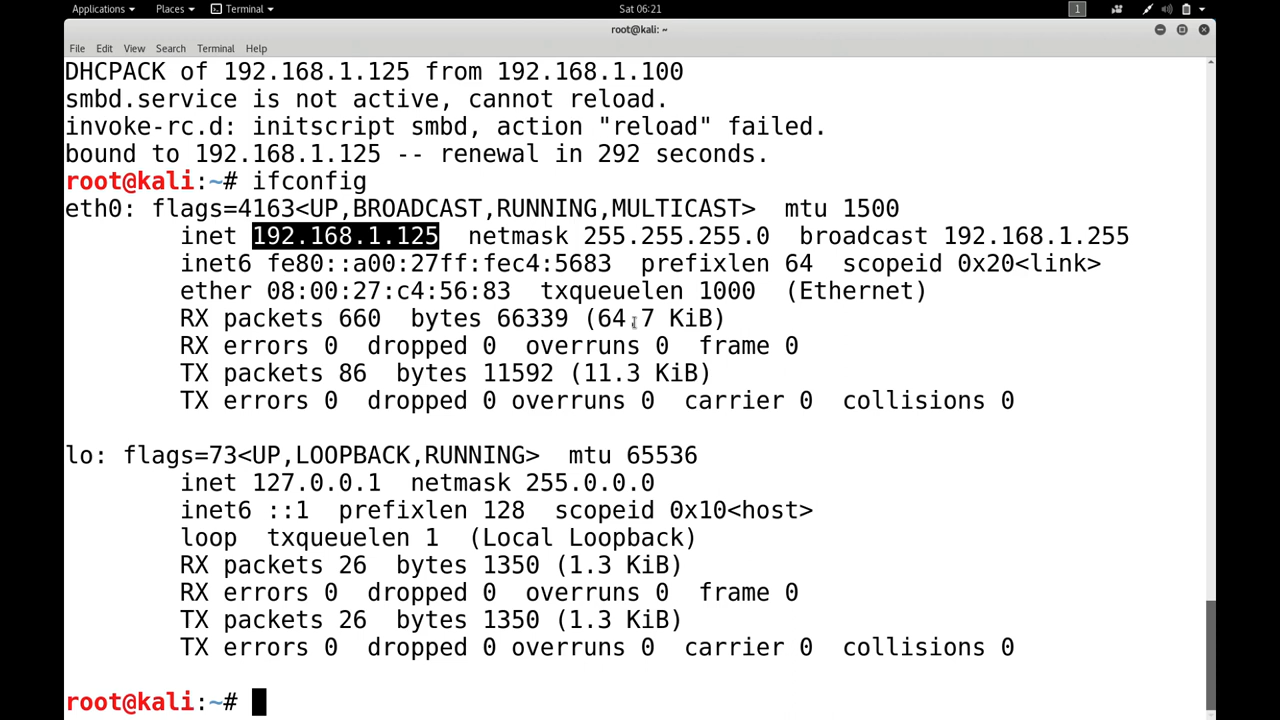 Applications Places Terminal Sat 06:21 1
root@kali: ~
File Edit View Search Terminal Help
DHCPACK of 192.168.1.125 from 192.168.1.100
smbd.service is not active, cannot reload.
invoke-rc.d: initscript smbd, action "reload" failed.
bound to 192.168.1.125 -- renewal in 292 seconds.
root@kali:~# ifconfig
eth0: flags=4163<UP,BROADCAST,RUNNING,MULTICAST>  mtu 1500
        inet 192.168.1.125  netmask 255.255.255.0  broadcast 192.168.1.255
        inet6 fe80::a00:27ff:fec4:5683  prefixlen 64  scopeid 0x20<link>
        ether 08:00:27:c4:56:83  txqueuelen 1000  (Ethernet)
        RX packets 660  bytes 66339 (64.7 KiB)
        RX errors 0  dropped 0  overruns 0  frame 0
        TX packets 86  bytes 11592 (11.3 KiB)
        TX errors 0  dropped 0 overruns 0  carrier 0  collisions 0
lo: flags=73<UP,LOOPBACK,RUNNING>  mtu 65536
        inet 127.0.0.1  netmask 255.0.0.0
        inet6 ::1  prefixlen 128  scopeid 0x10<host>
        loop  txqueuelen 1  (Local Loopback)
        RX packets 26  bytes 1350 (1.3 KiB)
        RX errors 0  dropped 0  overruns 0  frame 0
        TX packets 26  bytes 1350 (1.3 KiB)
        TX errors 0  dropped 0 overruns 0  carrier 0  collisions 0
root@kali:~#